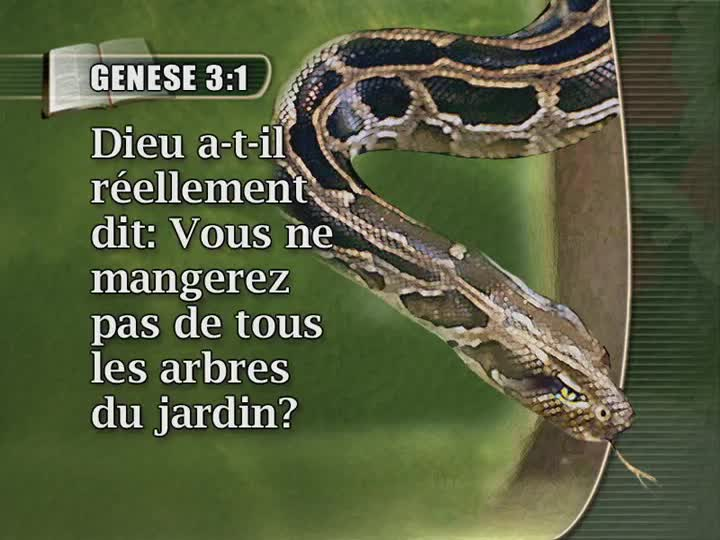 GENESE 3:1
Dieu a-t-il
réellement
dit: Vous ne
mangerez
pas de tous
les arbres
du jardin?